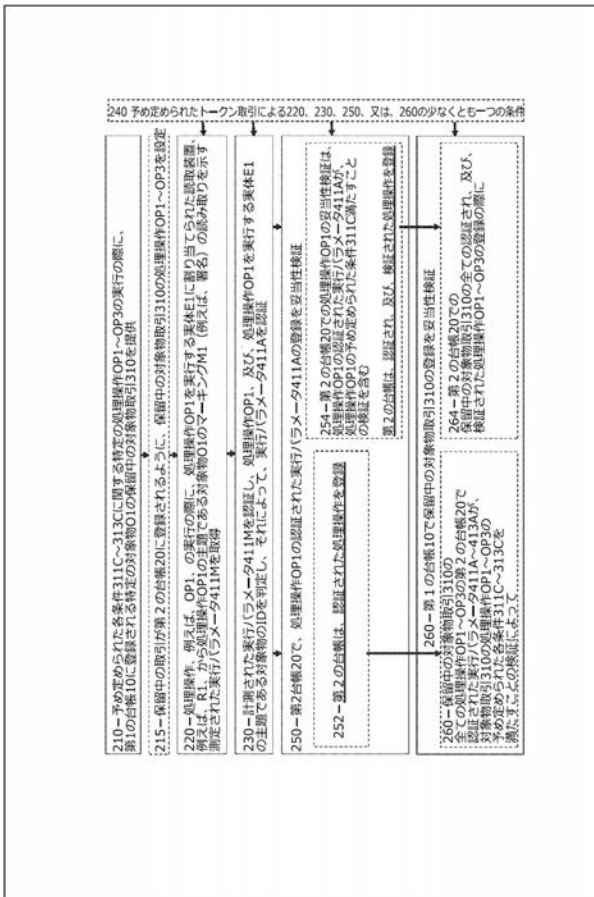 240 予め定められたトークン取引による220、230、250、又は、260の少なくとも一つの条件
210－予め定められた各条件311C～313Cに関する特定の処理操作OP1～OP3の実行の際に、
第1の台帳10に登録される特定の対象物O1の保留中の対象物取引310を提供
215－保留中の取引が第2の台帳20に登録されるように、保留中の対象物取引310の処理操作OP1～OP3を設定
220－処理操作、例えば、OP1、の実行の際に、処理操作OP1を実行する実体E1に割り当てられた読取装置、
例えば、R1、から処理操作OP1の主題である対象物O1のマーキングM1（例えば、署名）の読み取りを示す
測定された実行パラメータ411Mを取得
230－計測された実行パラメータ411Mを認証し、処理操作OP1、及び、処理操作OP1を実行する実体E1
の主題である対象物のIDを判定し、それによって、実行パラメータ411Aを認証
250－第2台帳20で、処理操作OP1の認証された実行パラメータ411Aの登録を妥当性検証
252－第2の台帳は、認証された処理操作を登録
254－第2の台帳20での処理操作OP1の妥当性検証は、
処理操作OP1の認証された実行パラメータ411Aが、
処理操作OP1の予め定められた条件311C満たすこと
の検証を含む
第2の台帳は、認証され、及び、検証された処理操作を登録
260－第1の台帳10で保留中の対象物取引310の登録を妥当性検証
260－保留中の対象物取引310の
全ての処理操作OP1～OP3の第2の台帳20で
認証された実行パラメータ411A～413Aが、
対象物取引310の処理操作OP1～OP3の
予め定められた各条件311C～313Cを
満たすことの検証によって、
264－第2の台帳20での
保留中の対象物取引310の全ての認証され、及び、
検証された処理操作OP1～OP3の登録の際に